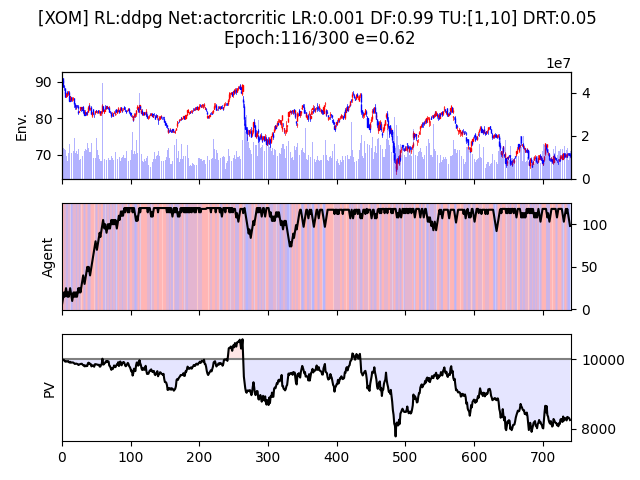 [XOM] RL:ddpg Net:actorcritic LR:0.001 DF:0.99 TU:[1,10] DRT:0.05
Epoch:116/300 e=0.62
1e7
90
80
70
Env.
4
2
0
Agent
100
50
0
PV
10000
8000
0 100 200 300 400 500 600 700